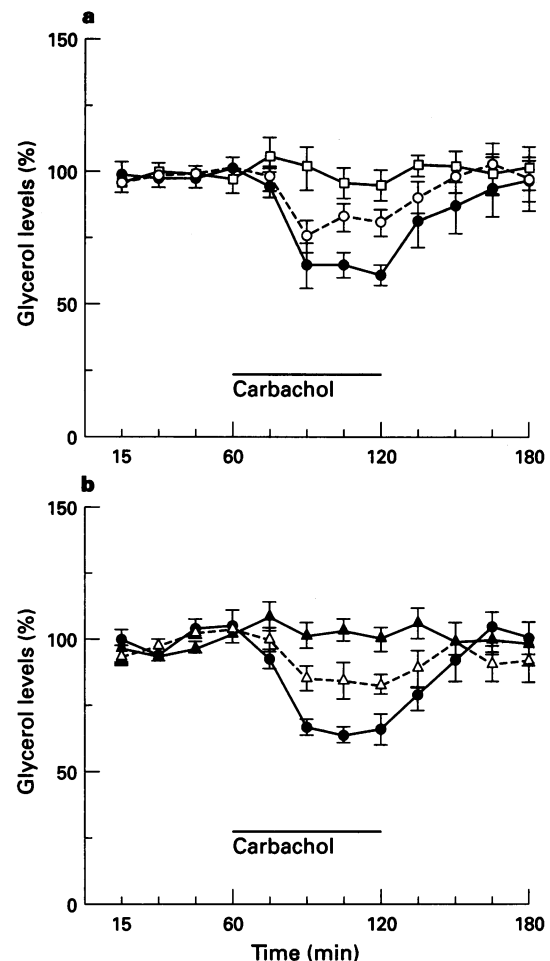 a
150
100
50
0
Glycerol levels (%)
Carbachol
15 60 120 180
b
150
100
50
0
Glycerol levels (%)
Carbachol
15 60 120 180
Time (min)